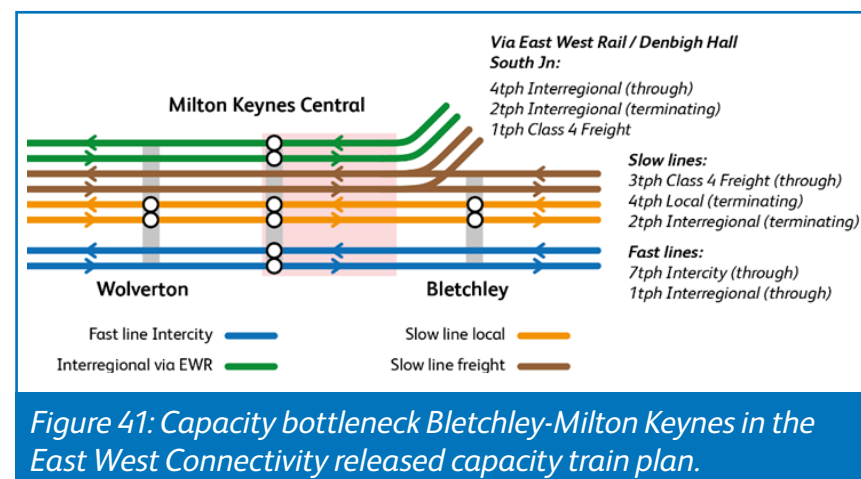 Via East West Rail / Denbigh Hall
South Jn:
4tph Interregional (through)
2tph Interregional (terminating)
1tph Class 4 Freight
Milton Keynes Central
Slow lines:
3tph Class 4 Freight (through)
4tph Local (terminating)
2tph Interregional (terminating)
Fast lines:
7tph Intercity (through)
1tph Interregional (through)
Wolverton
Bletchley
Fast line Intercity
Slow line local
Interregional via EWR
Slow line freight
Figure 41: Capacity bottleneck Bletchley-Milton Keynes in the
East West Connectivity released capacity train plan.